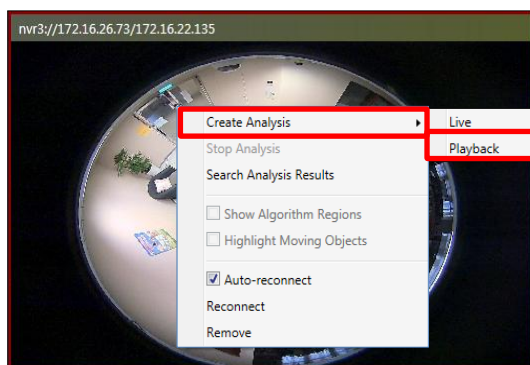 nvr3://172.16.26.73/172.16.22.135
Create Analysis
Live
Stop Analysis
Playback
Search Analysis Results
Show Algorithm Regions
Highlight Moving Objects
Auto-reconnect
Reconnect
Remove